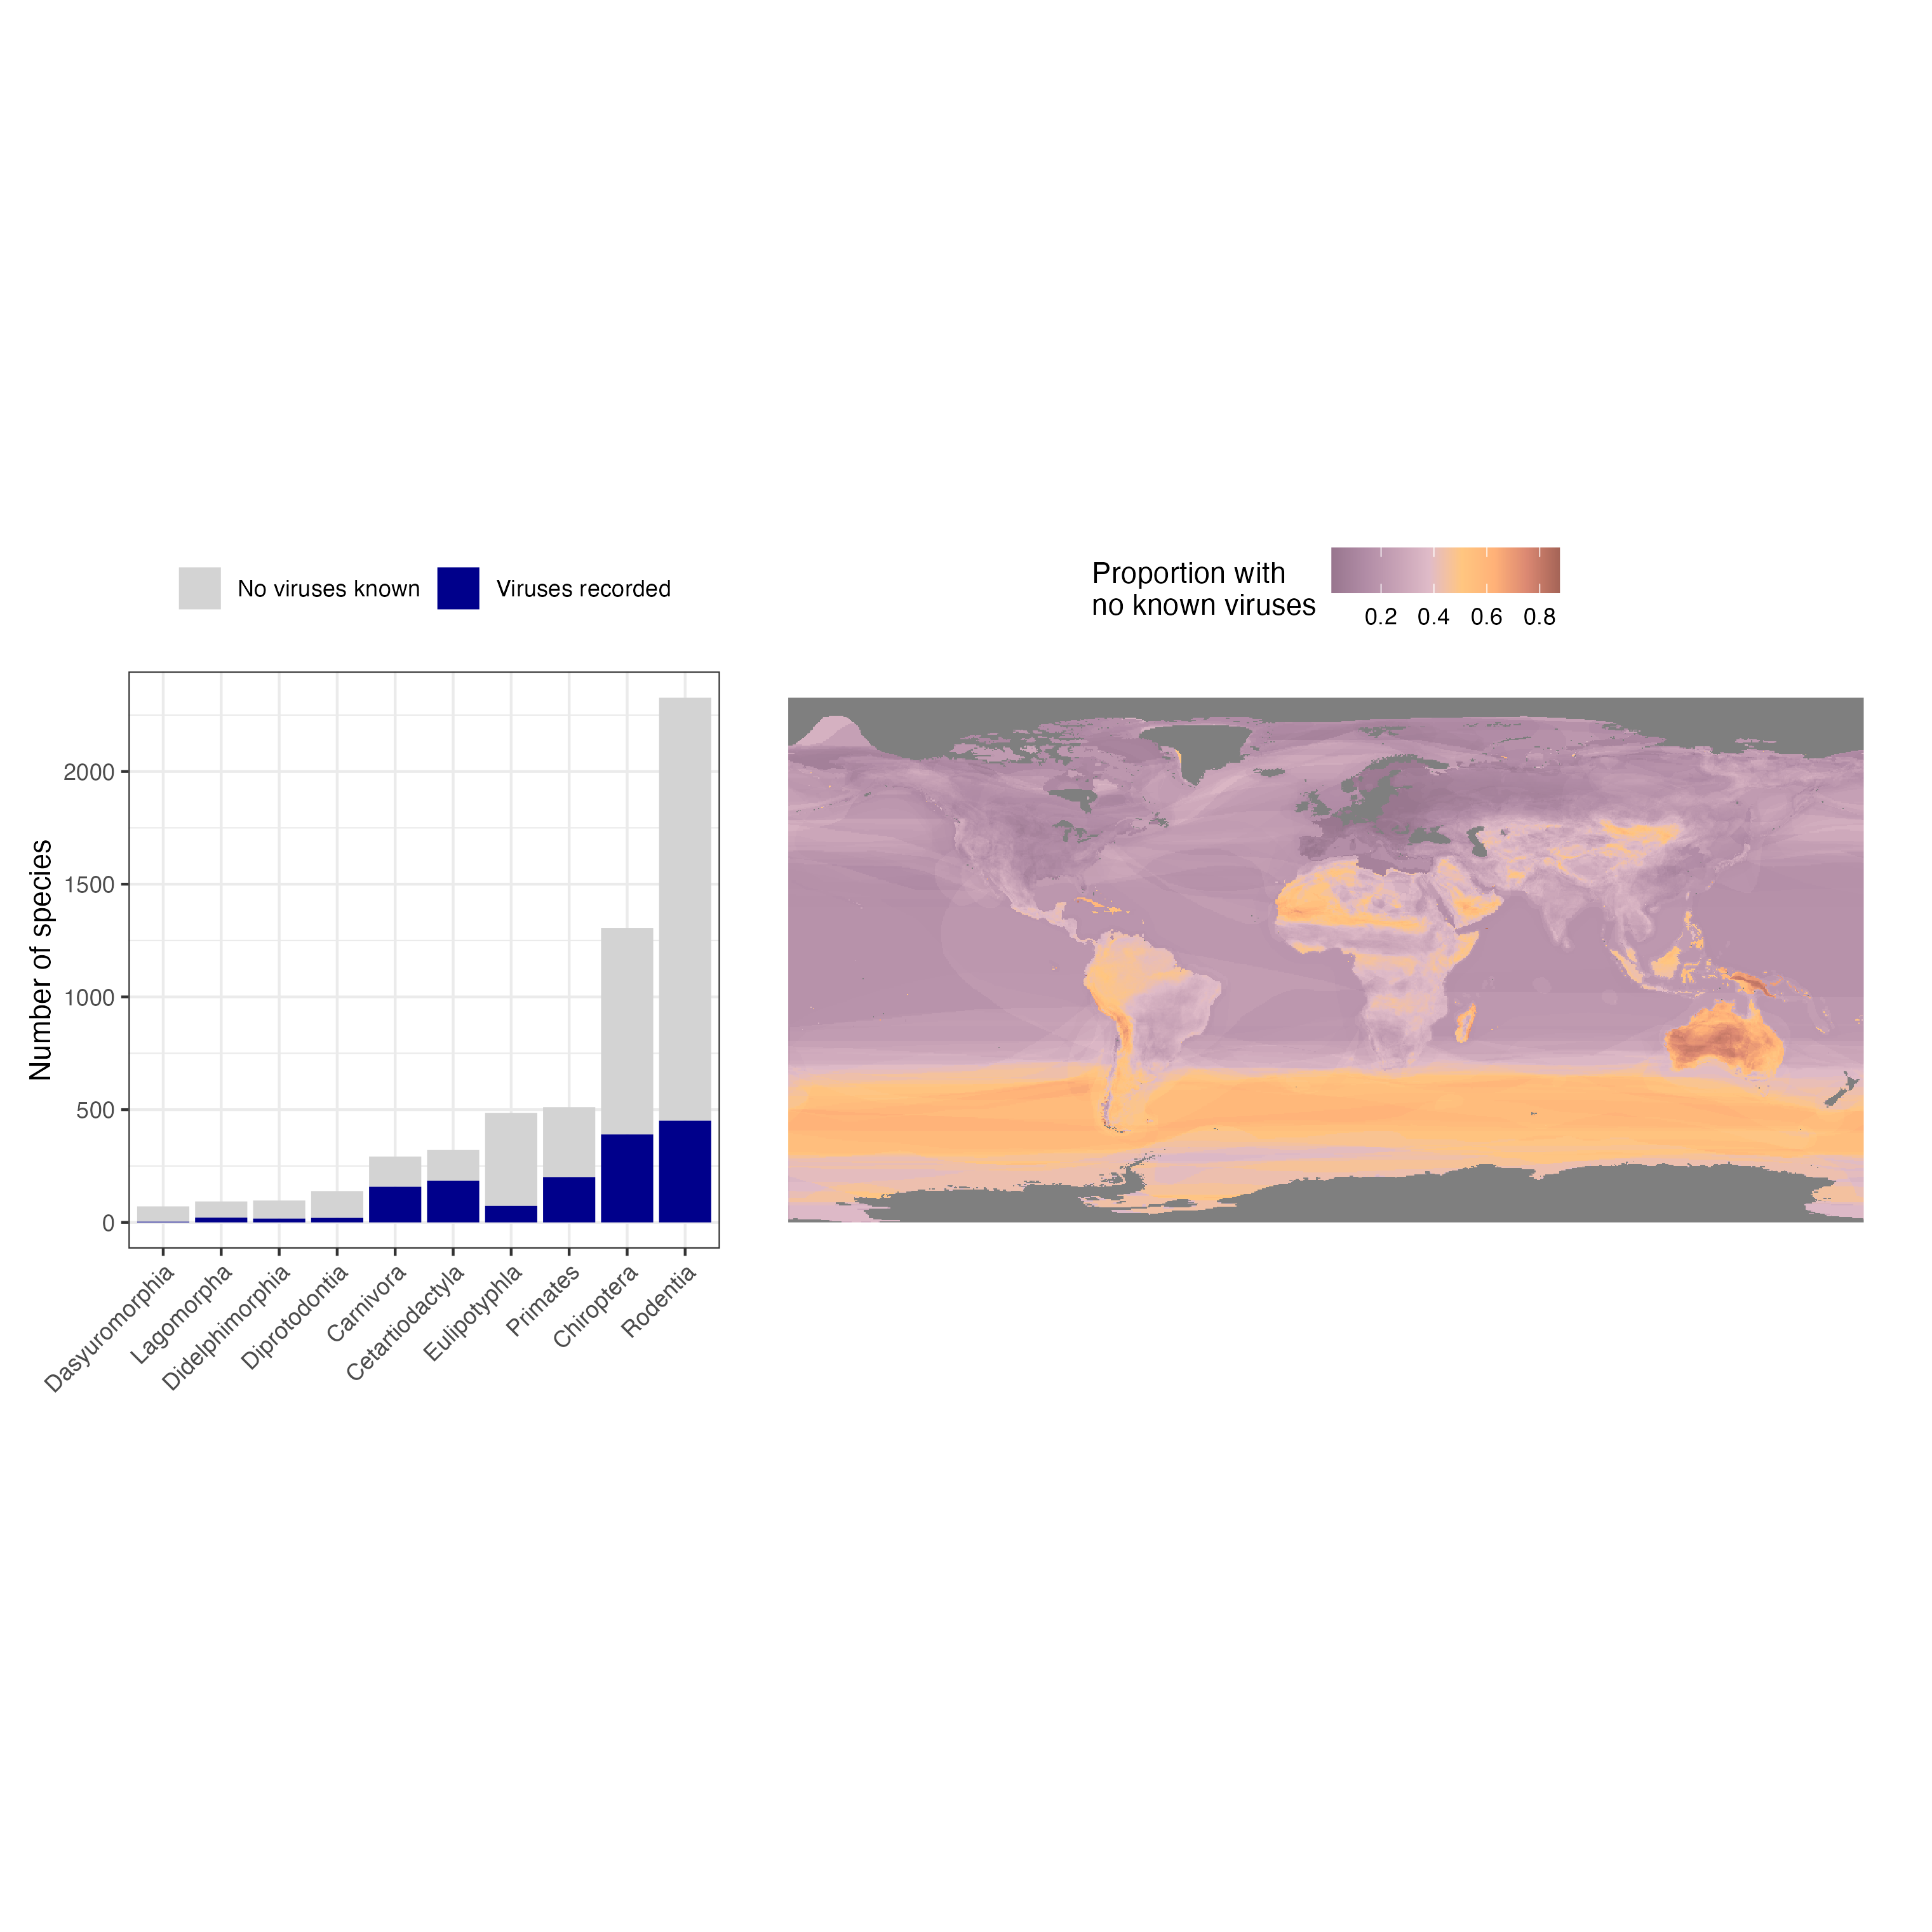 No viruses known
Viruses recorded
Proportion with
no known viruses
0.2 0.4 0.6 0.8
Number of species
2000
1500
1000
500
0
Dasyuromorphia
Lagomorpha
Didelphimorphia
Diprotodontia
Carnivora
Cetartiodactyla
Eulipotyphla
Primates
Chiroptera
Rodentia